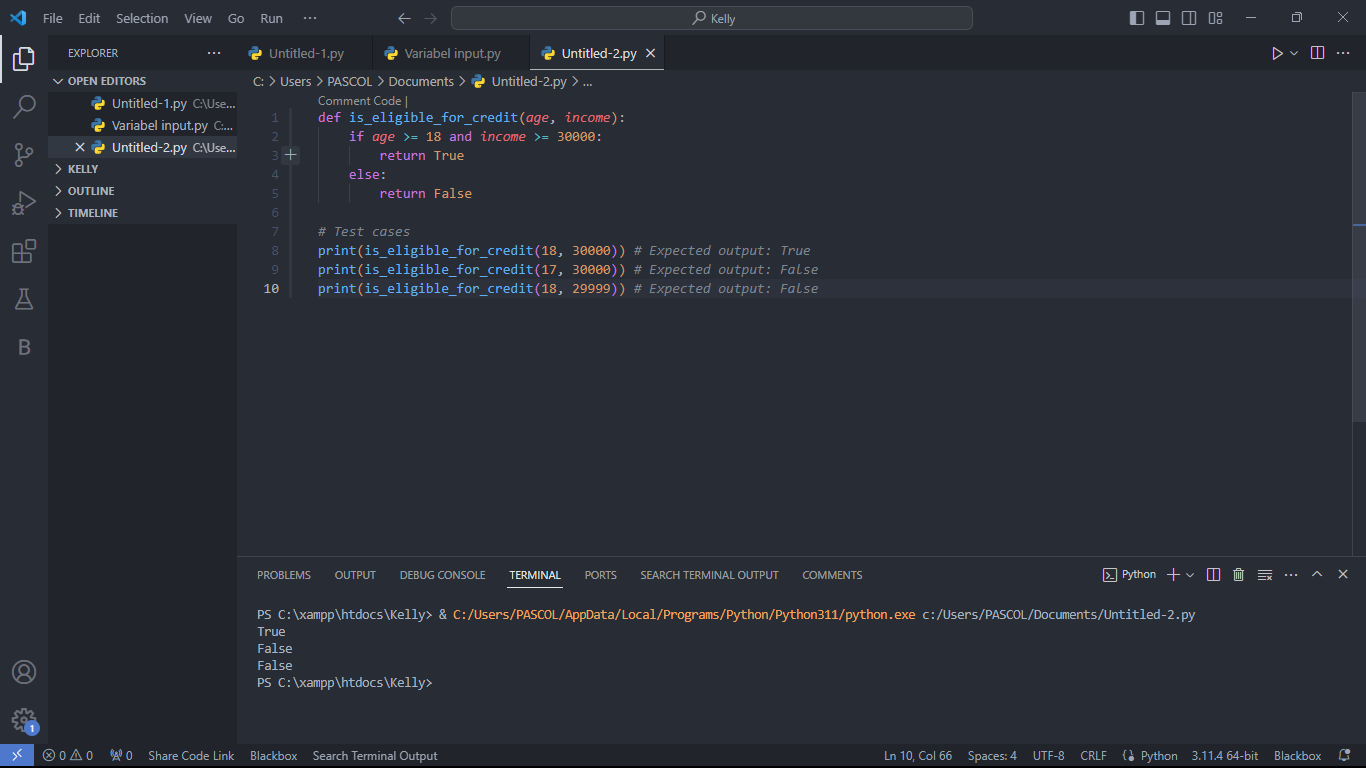 File Edit Selection View Go Run ··· Kelly
EXPLORER ···
OPEN EDITORS
Untitled-1.py C:\Use...
Variabel input.py C:...
Untitled-2.py C:\Use...
KELLY
OUTLINE
TIMELINE
B
1
Untitled-1.py Variabel input.py Untitled-2.py
C: > Users > PASCOL > Documents > Untitled-2.py > ...
Comment Code |
1 def is_eligible_for_credit(age, income):
2 if age >= 18 and income >= 30000:
3 return True
4 else:
5 return False
6
7 # Test cases
8 print(is_eligible_for_credit(18, 30000)) # Expected output: True
9 print(is_eligible_for_credit(17, 30000)) # Expected output: False
10 print(is_eligible_for_credit(18, 29999)) # Expected output: False
PROBLEMS OUTPUT DEBUG CONSOLE TERMINAL PORTS SEARCH TERMINAL OUTPUT COMMENTS Python
PS C:\xampp\htdocs\Kelly> & C:/Users/PASCOL/AppData/Local/Programs/Python/Python311/python.exe c:/Users/PASCOL/Documents/Untitled-2.py
True
False
False
PS C:\xampp\htdocs\Kelly>
0 0 0 Share Code Link Blackbox Search Terminal Output Ln 10, Col 66 Spaces: 4 UTF-8 CRLF Python 3.11.4 64-bit Blackbox